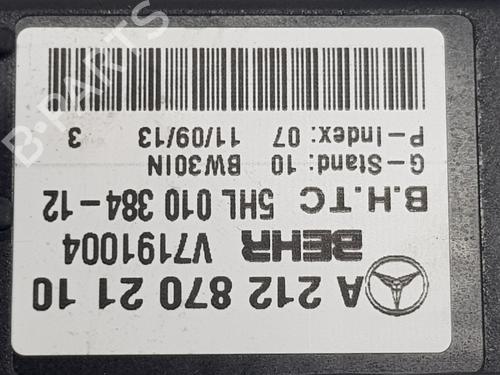 A 212 870 21 10
BEHR V7191004
B.H.TC 5HL 010 384-12
G-Stand: 10 BW301N
P-Index: 07 11/09/13 3
B-PARTS